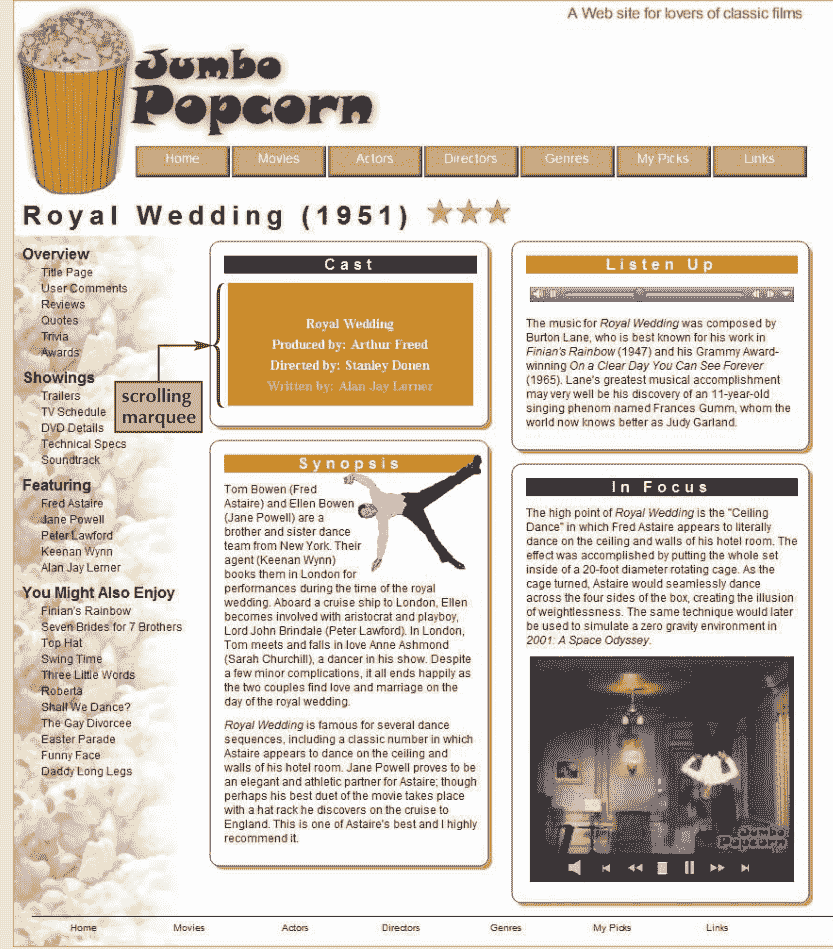 A Web site for lovers of classic films
Jumbo
Popcorn
Home Movies Actors Directors Genres My Picks Links
Royal Wedding (1951)
Overview
Title Page
User Comments
Reviews
Quotes
Trivia
Awards
Showings
Trailers
TV Schedule
DVD Details
Technical Specs
Soundtrack
Featuring
Fred Astaire
Jane Powell
Peter Lawford
Keenan Wynn
Alan Jay Lerner
You Might Also Enjoy
Finian's Rainbow
Seven Brides for 7 Brothers
Top Hat
Swing Time
Three Little Words
Roberta
Shall We Dance?
The Gay Divorcee
Easter Parade
Funny Face
Daddy Long Legs
scrolling
marquee
Cast
Royal Wedding
Produced by: Arthur Freed
Directed by: Stanley Donen
Written by: Alan Jay Lerner
Synopsis
Tom Bowen (Fred
Astaire) and Ellen Bowen
(Jane Powell) are a
brother and sister dance
team from New York. Their
agent (Keenan Wynn)
books them in London for
performances during the time of the royal
wedding. Aboard a cruise ship to London, Ellen
becomes involved with aristocrat and playboy,
Lord John Brindale (Peter Lawford). In London,
Tom meets and falls in love Anne Ashmond
(Sarah Churchill), a dancer in his show. Despite
a few minor complications, it all ends happily as
the two couples find love and marriage on the
day of the royal wedding.
Royal Wedding is famous for several dance
sequences, including a classic number in which
Astaire appears to dance on the ceiling and
walls of his hotel room. Jane Powell proves to be
an elegant and athletic partner for Astaire; though
perhaps his best duet of the movie takes place
with a hat rack he discovers on the cruise to
England. This is one of Astaire's best and I highly
recommend it.
Listen Up
The music for Royal Wedding was composed by
Burton Lane, who is best known for his work in
Finian's Rainbow (1947) and his Grammy Award-
winning On a Clear Day You Can See Forever
(1965). Lane's greatest musical accomplishment
may very well be his discovery of an 11-year-old
singing phenom named Frances Gumm, whom the
world now knows better as Judy Garland.
In Focus
The high point of Royal Wedding is the "Ceiling
Dance" in which Fred Astaire appears to literally
dance on the ceiling and walls of his hotel room. The
effect was accomplished by putting the whole set
inside of a 20-foot diameter rotating cage. As the
cage turned, Astaire would seamlessly dance
across the four sides of the box, creating the illusion
of weightlessness. The same technique would later
be used to simulate a zero gravity environment in
2001: A Space Odyssey.
Jumbo
Popcorn
Home Movies Actors Directors Genres My Picks Links